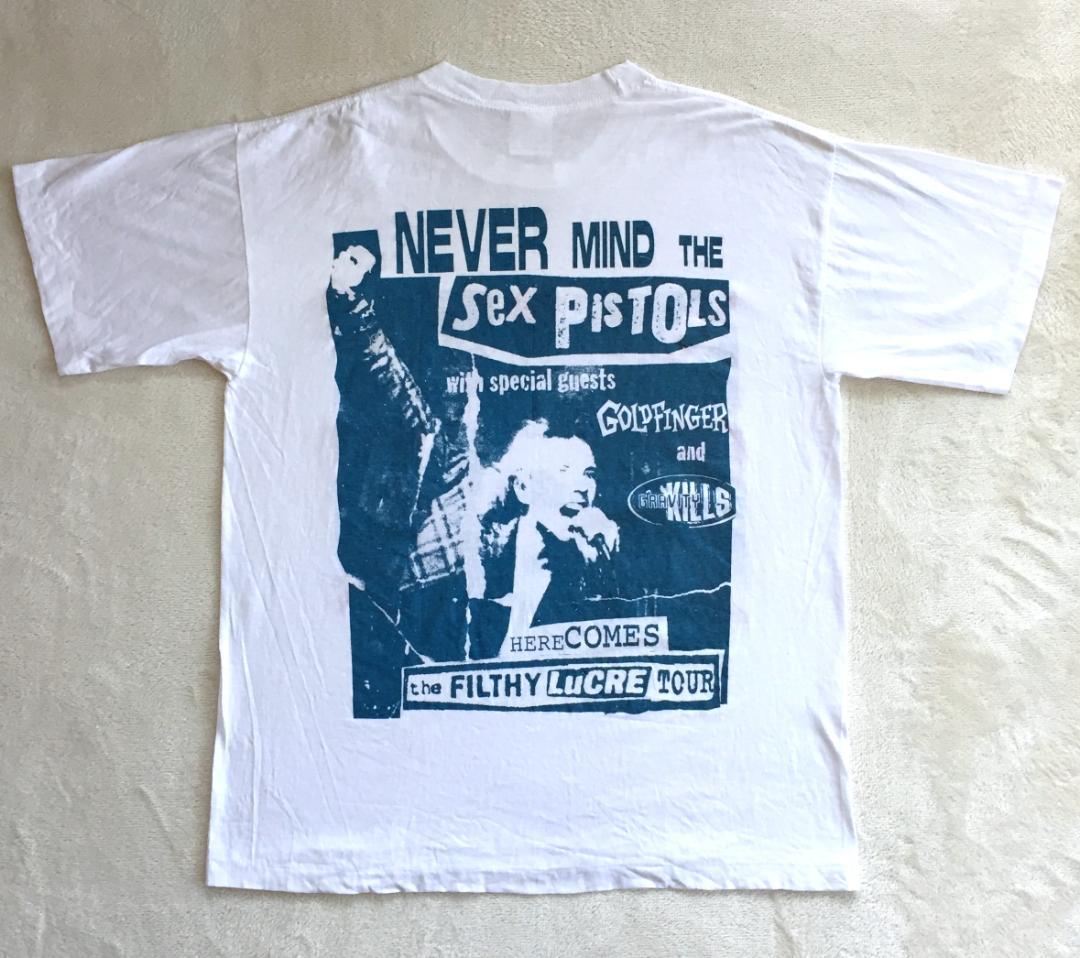 NEVER MIND THE
Sex PisTOLs
with special guests
GOLDFINGER
and
GRAVITY KILLS
HERE COMES
the FILTHY LuCRE TOUR